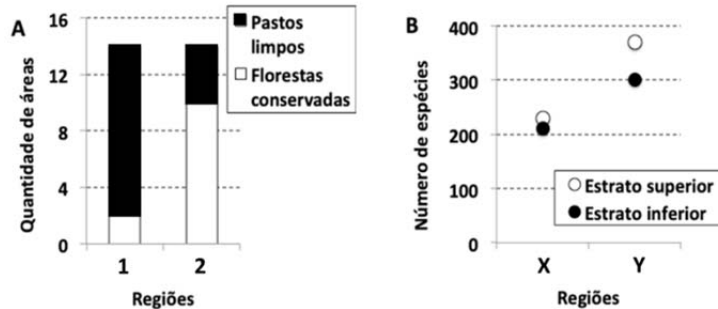 A
16
12
8
4
0
Quantidade de áreas
1
2
Regiões
Pastos
limpos
Florestas
conservadas
B
400
300
200
100
0
Número de espécies
Estrato superior
Estrato inferior
X
Y
Regiões